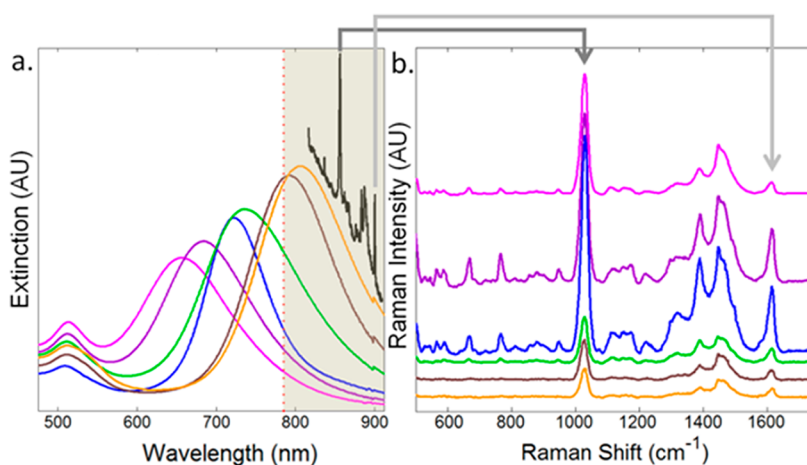 a.
Extinction (AU)
500 600 700 800 900
Wavelength (nm)
b.
Raman Intensity (AU)
600 800 1000 1200 1400 1600
Raman Shift (cm⁻¹)